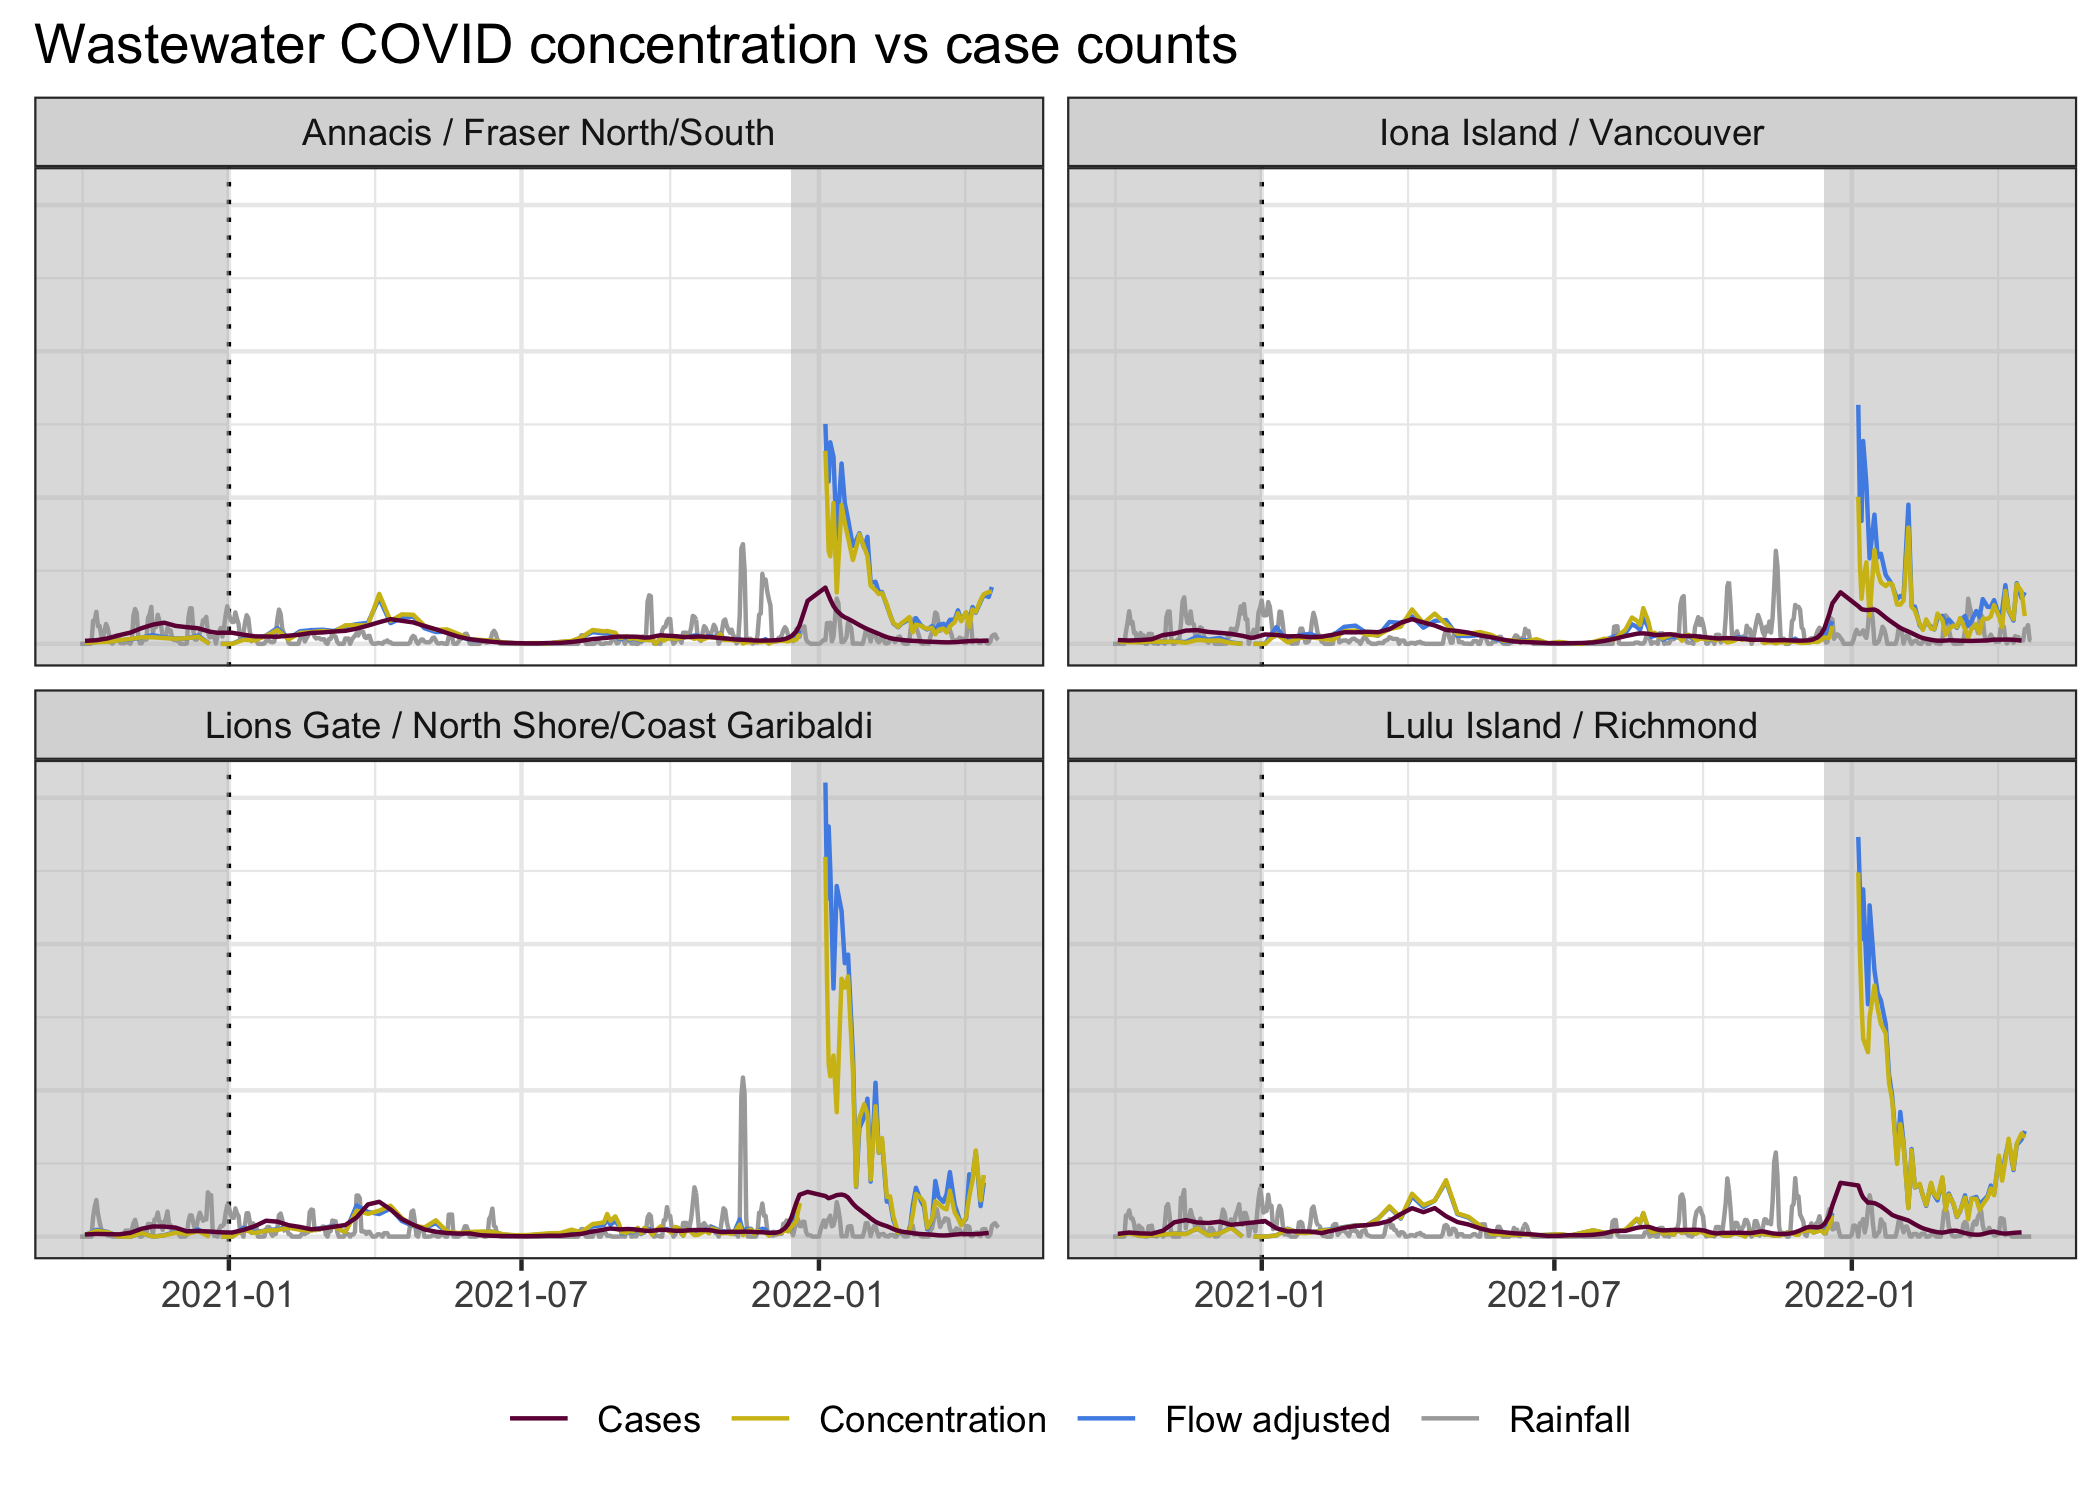 Wastewater COVID concentration vs case counts
Annacis / Fraser North/South
Iona Island / Vancouver
Lions Gate / North Shore/Coast Garibaldi
Lulu Island / Richmond
2021-01 2021-07 2022-01
2021-01 2021-07 2022-01
Cases Concentration Flow adjusted Rainfall